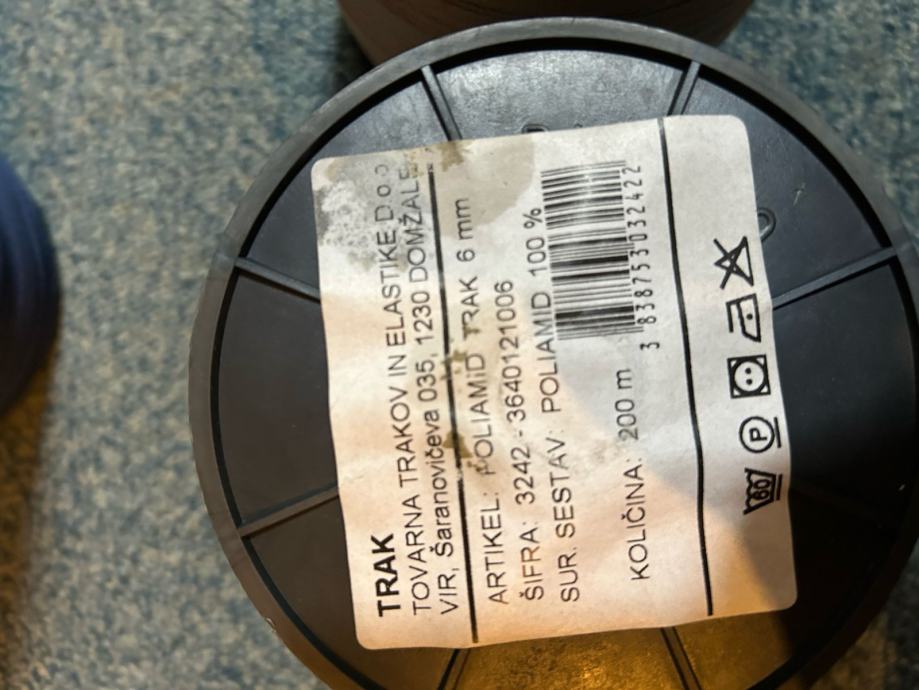 TRAK
TOVARNA TRAKOV IN ELASTIKE D.o.o
VIR, Šaranovičeva 035, 1230 DOMŽALE
ARTIKEL: POLIAMiD TRAK 6 mm
ŠIFRA: 3242 - 3640121006
SUR. SESTAV: POLIAMID 100 %
KOLIČINA: 200 m
3 838753 032422
60 P